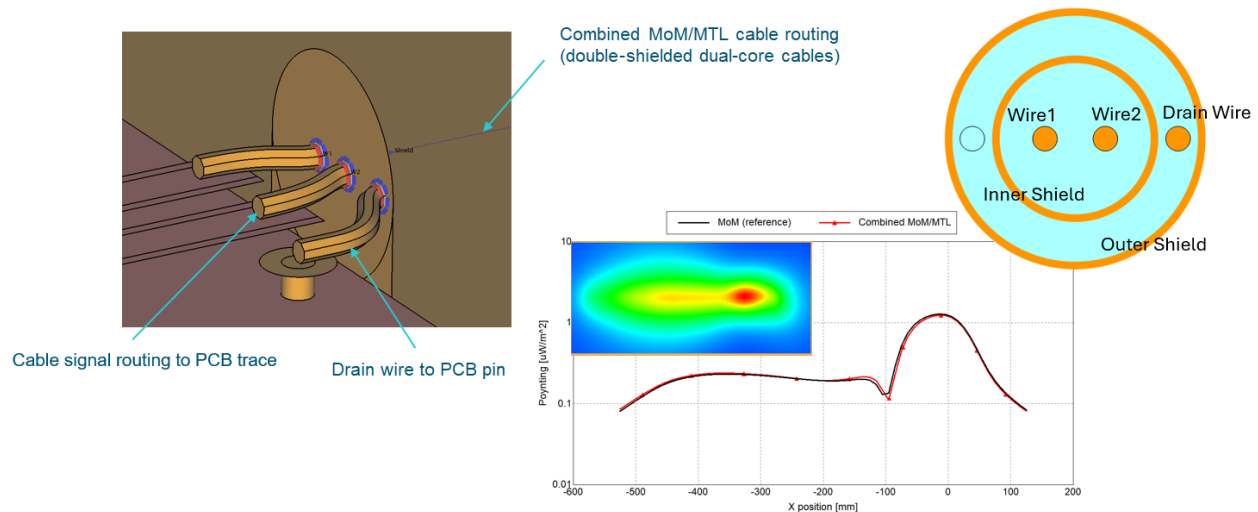 Combined MoM/MTL cable routing
(double-shielded dual-core cables)
Shield
W1
W2
Cable signal routing to PCB trace
Drain wire to PCB pin
Wire1
Wire2
Drain Wire
Inner Shield
Outer Shield
MoM (reference)
Combined MoM/MTL
Poynting [uW/m^2]
10
1
0.1
0.01
-600
-500
-400
-300
-200
-100
0
100
200
X position [mm]